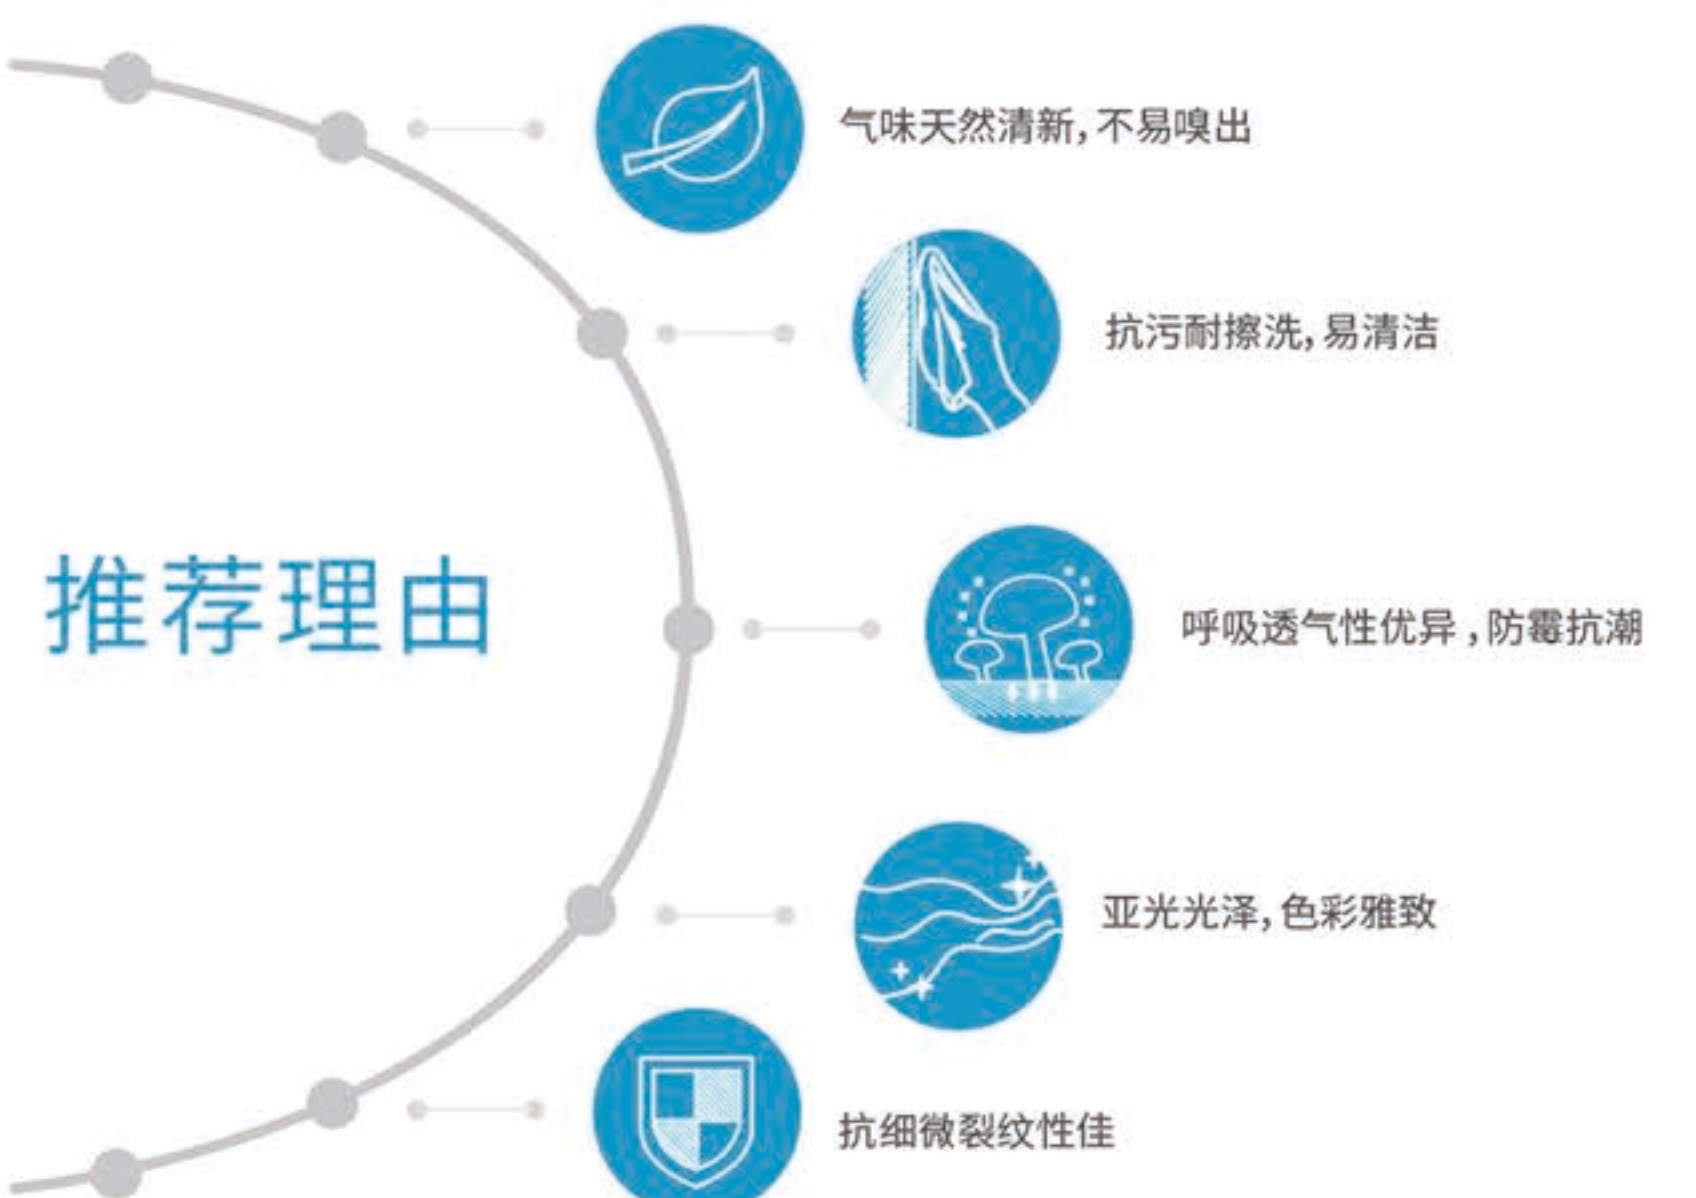 气味天然清新,不易嗅出
抗污耐擦洗,易清洁
推荐理由
呼吸透气性优异,防霉抗潮
亚光光泽,色彩雅致
抗细微裂纹性佳